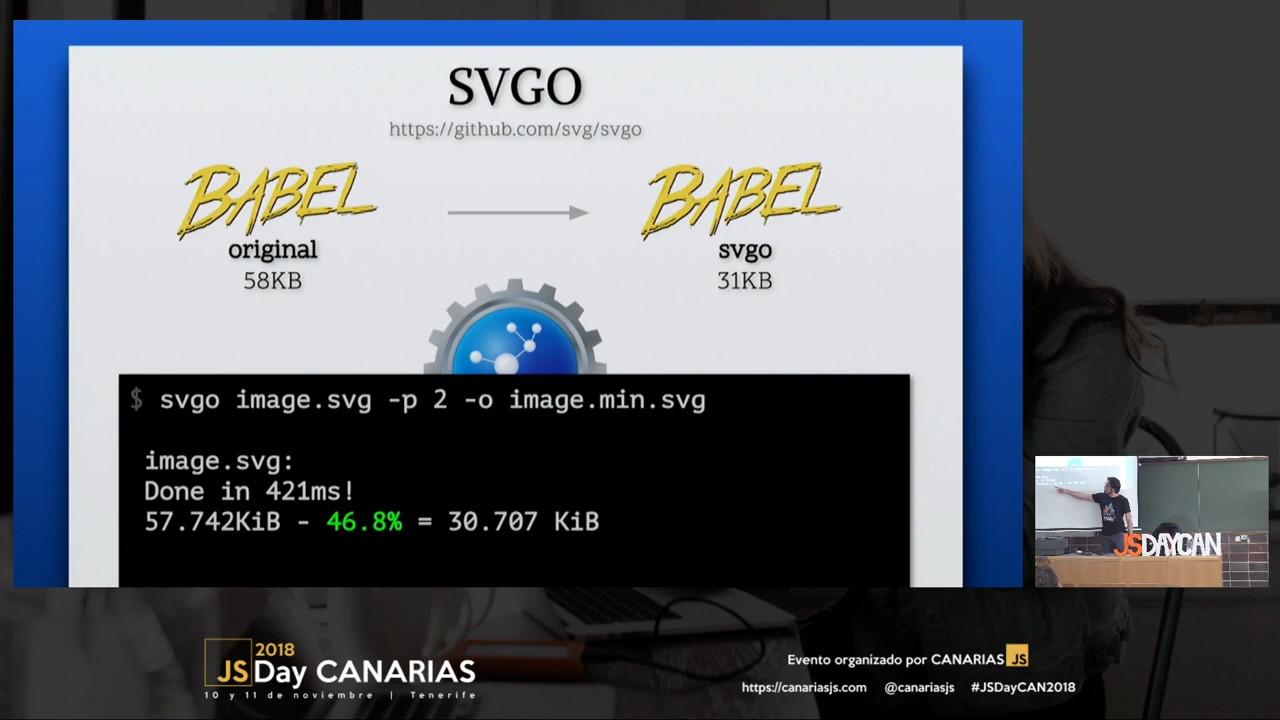 SVGO
https://github.com/svg/svgo
BABEL
original
58KB
BABEL
svgo
31KB
$ svgo image.svg -p 2 -o image.min.svg
image.svg:
Done in 421ms!
57.742KiB - 46.8% = 30.707 KiB
JSDAYCAN
2018
JSDay CANARIAS
10 y 11 de noviembre | Tenerife
Evento organizado por CANARIAS JS
https://canariasjs.com @canariasjs #JSDayCAN2018